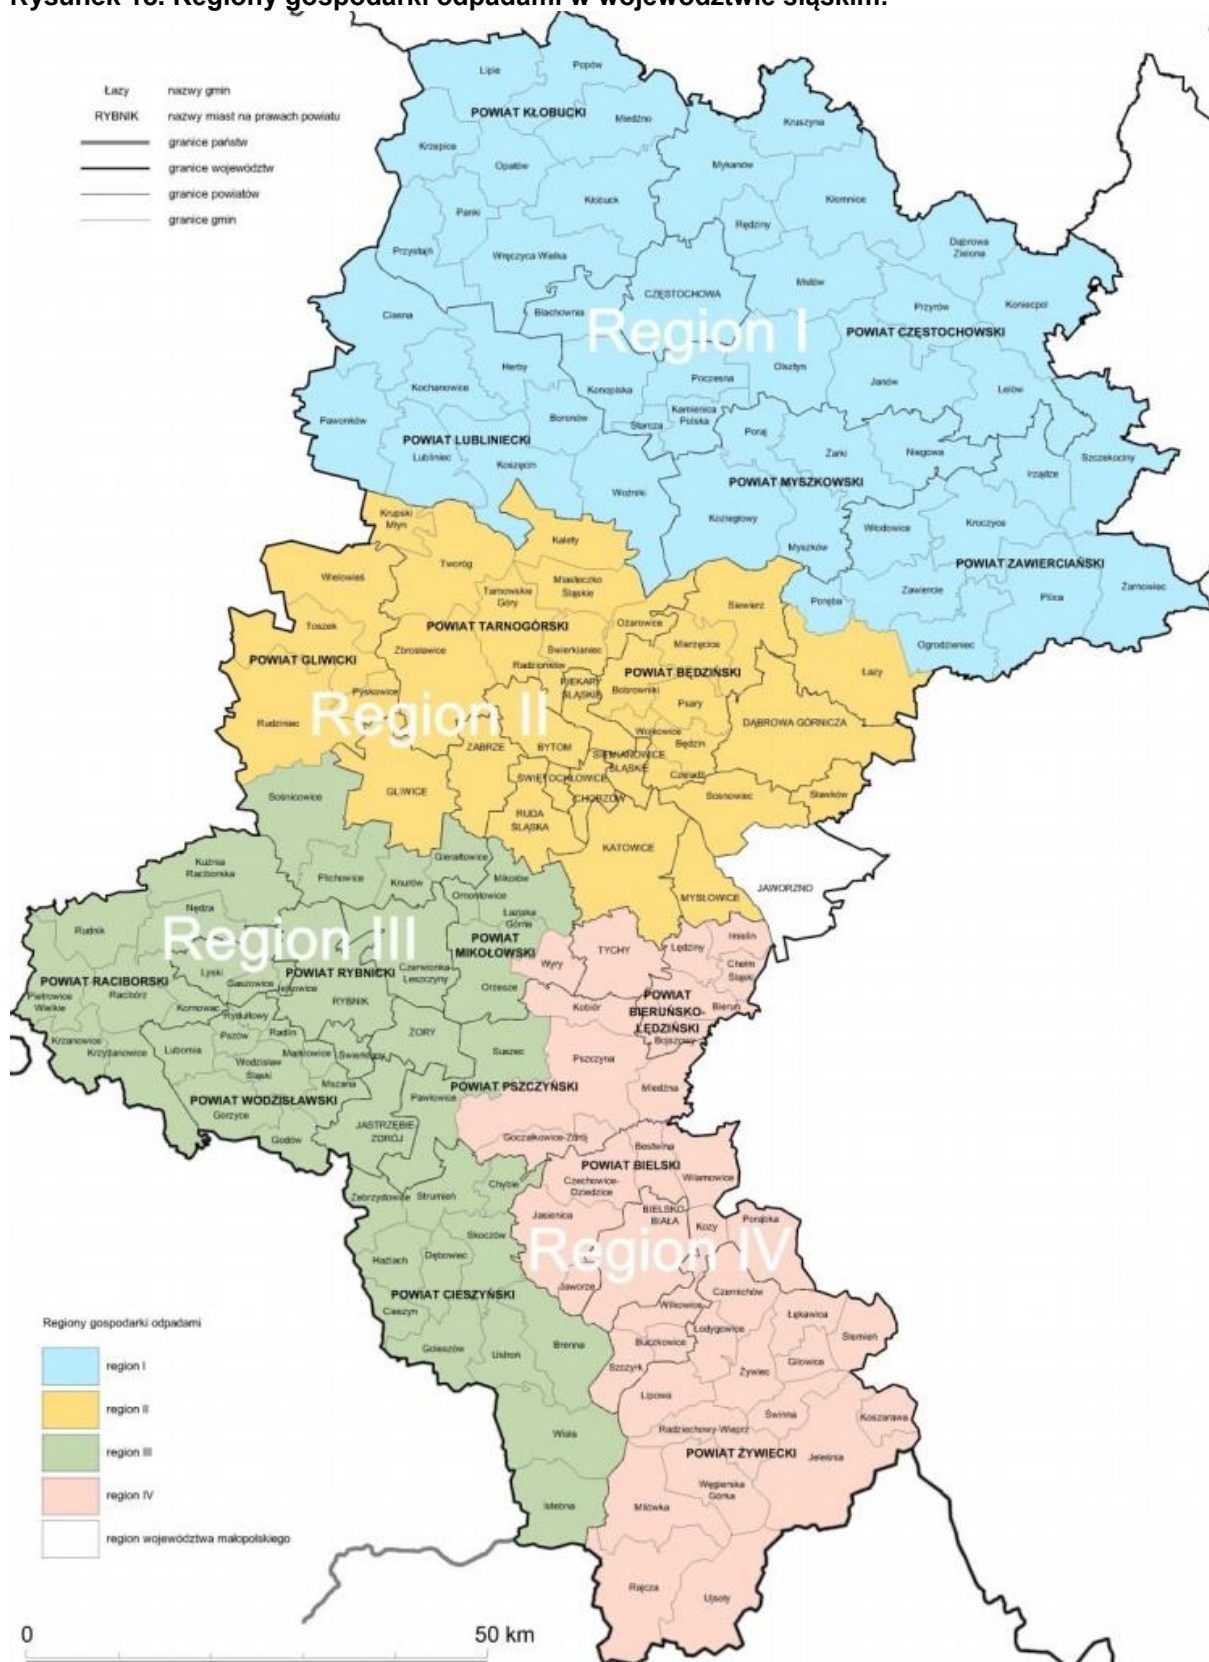 Rysunek 18. Regiony gospodarki odpadami w województwie śląskim.
Łazy nazwy gmin
RYBNIK nazwy miast na prawach powiatu
granice państw
granice województw
granice powiatów
granice gmin
Lipie
Popów
POWIAT KŁOBUCKI
Miedźno
Kruszyna
Krzepice
Opatów
Mykanów
Panki
Kłobuck
Kłomnice
Rędziny
Przystajń
Wręczyca Wielka
Dąbrowa
Zielona
CZĘSTOCHOWA
Mstów
Ciasna
Blachownia
Przyrów
Koniecpol
Region I
POWIAT CZĘSTOCHOWSKI
Herby
Olsztyn
Kochanowice
Konopiska
Poczesna
Janów
Lelów
Pawonków
Boronów
Starcza
Kamienica
Polska
Poraj
POWIAT LUBLINIECKI
Lubliniec
Koszęcin
Żarki
Niegowa
Szczekociny
Irządze
POWIAT MYSZKOWSKI
Woźniki
Koziegłowy
Włodowice
Kroczyce
Myszków
POWIAT ZAWIERCIAŃSKI
Poręba
Zawiercie
Pilica
Żarnowiec
Ogrodzieniec
Krupski
Młyn
Kalety
Tworóg
Wielowieś
Tarnowskie
Góry
Miasteczko
Śląskie
Siewierz
Toszek
POWIAT TARNOGÓRSKI
Ożarowice
Mierzęcice
Zbrosławice
Świerklaniec
POWIAT GLIWICKI
Radzionków
POWIAT BĘDZIŃSKI
Łazy
PIEKARY
ŚLĄSKIE
Bobrowniki
Psary
Pyskowice
Region II
Rudziniec
DĄBROWA GÓRNICZA
Wojkowice
Będzin
ZABRZE
BYTOM
SIEMIANOWICE
ŚLĄSKIE
Czeladź
ŚWIĘTOCHŁOWICE
CHORZÓW
GLIWICE
Sosnowiec
Sławków
Sośnicowice
RUDA
ŚLĄSKA
KATOWICE
Kuźnia
Raciborska
Gierałtowice
Pilchowice
Knurów
Mikołów
JAWORZNO
Ornontowice
MYSŁOWICE
Nędza
Łaziska
Górne
Rudnik
Region III
POWIAT
MIKOŁOWSKI
TYCHY
Lędziny
Imielin
Wyry
Chełm
Śląski
POWIAT RACIBORSKI
Racibórz
Pietrowice
Wielkie
Lyski
Gaszowice
Jejkowice
POWIAT RYBNICKI
Czerwionka-
Leszczyny
Orzesze
RYBNIK
Kornowac
Rydułtowy
Kobiór
POWIAT
BIERUŃSKO-
LĘDZIŃSKI
Bieruń
Bojszowy
Krzanowice
Krzyżanowice
Lubomia
Pszów
Radlin
Wodzisław
Śląski
Marklowice
Świerklany
ŻORY
Suszec
Pszczyna
Mszana
POWIAT PSZCZYŃSKI
Miedźna
POWIAT WODZISŁAWSKI
Pawłowice
Gorzyce
JASTRZĘBIE-
ZDRÓJ
Godów
Goczałkowice-Zdrój
Bestwina
POWIAT BIELSKI
Czechowice-
Dziedzice
Wilamowice
Zebrzydowice
Strumień
Chybie
Jasienica
BIELSKO-
BIAŁA
Kozy
Porąbka
Skoczów
Hażlach
Dębowiec
Region IV
Jaworze
Czernichów
POWIAT CIESZYŃSKI
Cieszyn
Wilkowice
Łękawica
Łodygowice
Ślemień
Goleszów
Ustroń
Brenna
Buczkowice
Gilowice
Szczyrk
Żywiec
Lipowa
Świnna
Koszarawa
Wisła
Radziechowy-Wieprz
POWIAT ŻYWIECKI
Jeleśnia
Węgierska
Górka
Istebna
Milówka
Rajcza
Ujsoły
Regiony gospodarki odpadami
region I
region II
region III
region IV
region województwa małopolskiego
0 50 km